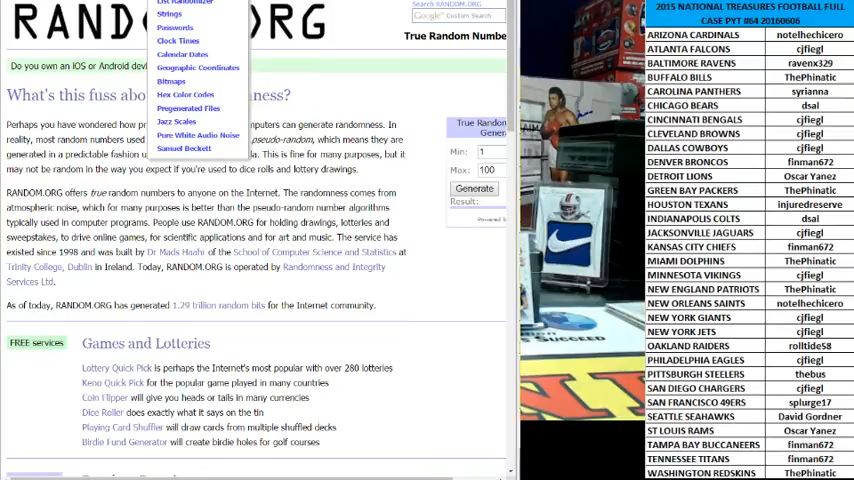 RANDOM.ORG
List Randomizer
Strings
Passwords
Clock Times
Calendar Dates
Geographic Coordinates
Bitmaps
Hex Color Codes
Pregenerated Files
Jazz Scales
Pure White Audio Noise
Samuel Beckett
Search RANDOM.ORG
Google Custom Search
True Random Numbe
Do you own an iOS or Android devi
What's this fuss abo
ness?
Perhaps you have wondered how pr
mputers can generate randomness. In
reality, most random numbers used
pseudo-random, which means they are
generated in a predictable fashion u
la. This is fine for many purposes, but it
may not be random in the way you expect if you're used to dice rolls and lottery drawings.
RANDOM.ORG offers true random numbers to anyone on the Internet. The randomness comes from
atmospheric noise, which for many purposes is better than the pseudo-random number algorithms
typically used in computer programs. People use RANDOM.ORG for holding drawings, lotteries and
sweepstakes, to drive online games, for scientific applications and for art and music. The service has
existed since 1998 and was built by Dr Mads Haahr of the School of Computer Science and Statistics at
Trinity College, Dublin in Ireland. Today, RANDOM.ORG is operated by Randomness and Integrity
Services Ltd.
As of today, RANDOM.ORG has generated 1.29 trillion random bits for the Internet community.
FREE services
Games and Lotteries
Lottery Quick Pick is perhaps the Internet's most popular with over 280 lotteries
Keno Quick Pick for the popular game played in many countries
Coin Flipper will give you heads or tails in many currencies
Dice Roller does exactly what it says on the tin
Playing Card Shuffler will draw cards from multiple shuffled decks
Birdie Fund Generator will create birdie holes for golf courses
True Random
Gener
Min: 1
Max: 100
Generate
Result:
Powered b
SUCCEED
2015 NATIONAL TREASURES FOOTBALL FULL
CASE PYT #64 20160606
ARIZONA CARDINALS notelhechicero
ATLANTA FALCONS cjfiegl
BALTIMORE RAVENS ravenx329
BUFFALO BILLS ThePhinatic
CAROLINA PANTHERS syrianna
CHICAGO BEARS dsal
CINCINNATI BENGALS cjfiegl
CLEVELAND BROWNS cjfiegl
DALLAS COWBOYS cjfiegl
DENVER BRONCOS finman672
DETROIT LIONS Oscar Yanez
GREEN BAY PACKERS ThePhinatic
HOUSTON TEXANS injuredreserve
INDIANAPOLIS COLTS dsal
JACKSONVILLE JAGUARS cjfiegl
KANSAS CITY CHIEFS finman672
MIAMI DOLPHINS ThePhinatic
MINNESOTA VIKINGS cjfiegl
NEW ENGLAND PATRIOTS ThePhinatic
NEW ORLEANS SAINTS notelhechicero
NEW YORK GIANTS cjfiegl
NEW YORK JETS cjfiegl
OAKLAND RAIDERS rolltide58
PHILADELPHIA EAGLES cjfiegl
PITTSBURGH STEELERS thebus
SAN DIEGO CHARGERS cjfiegl
SAN FRANCISCO 49ERS splurge17
SEATTLE SEAHAWKS David Gordner
ST LOUIS RAMS Oscar Yanez
TAMPA BAY BUCCANEERS finman672
TENNESSEE TITANS finman672
WASHINGTON REDSKINS ThePhinatic